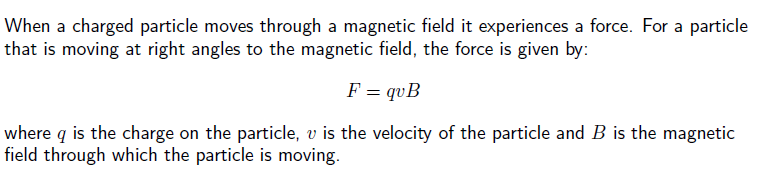 When a charged particle moves through a magnetic field it experiences a force. For a particle
that is moving at right angles to the magnetic field, the force is given by:
F = qvB
where q is the charge on the particle, v is the velocity of the particle and B is the magnetic
field through which the particle is moving.